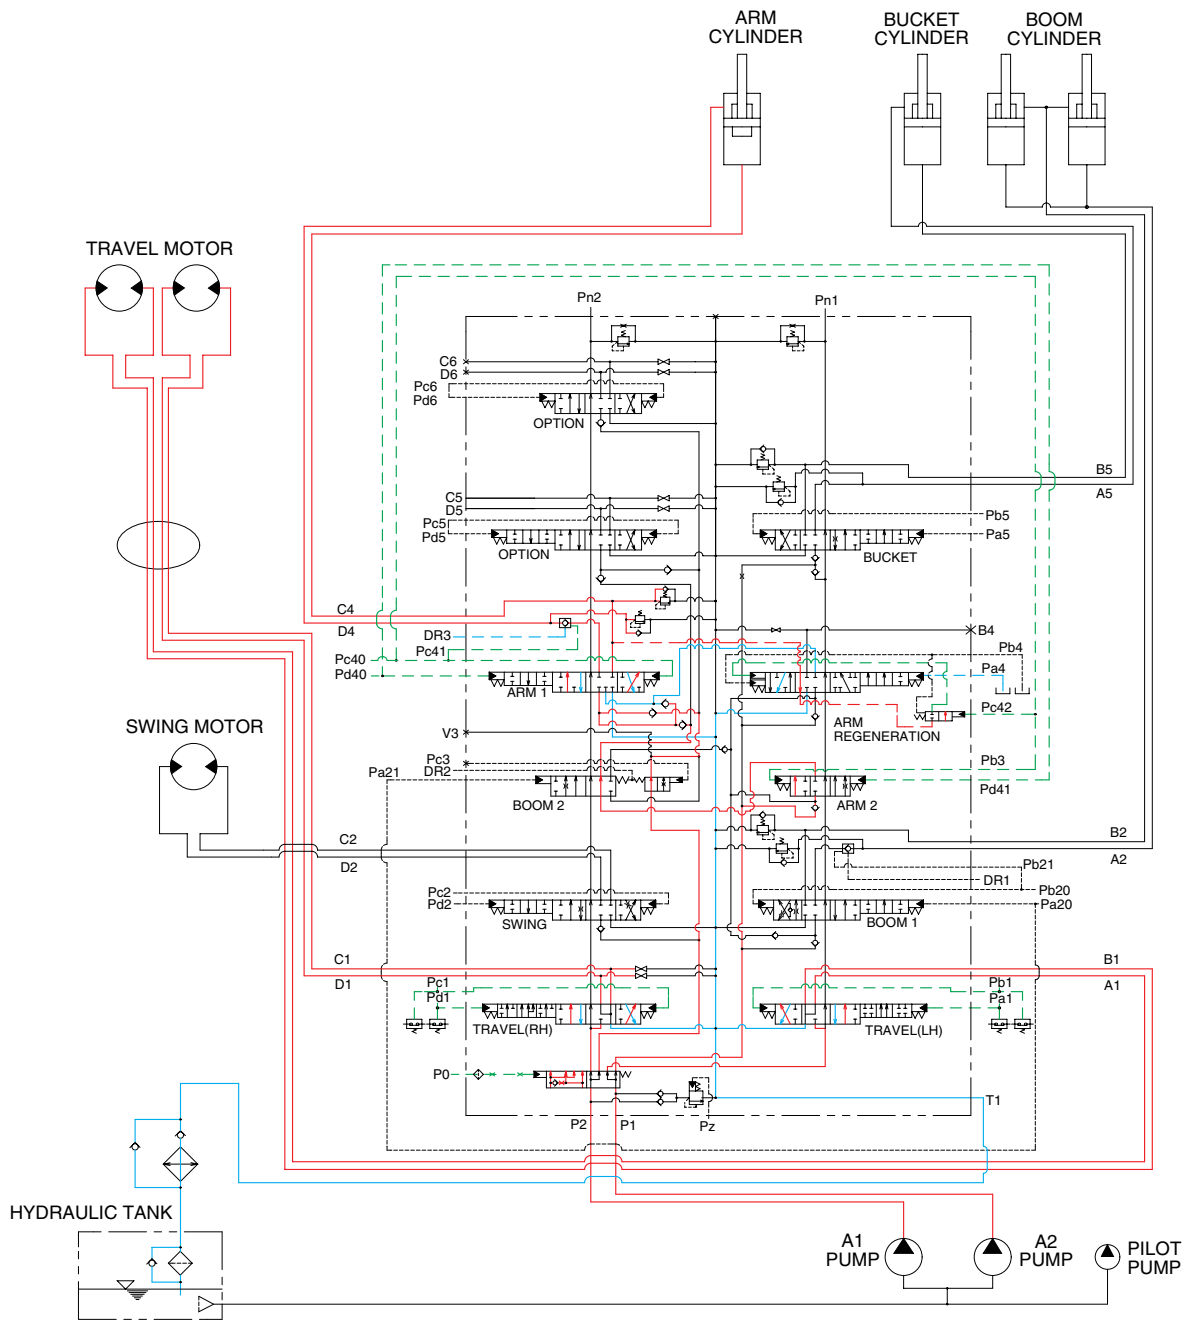 ARM
CYLINDER
BUCKET
CYLINDER
BOOM
CYLINDER
TRAVEL MOTOR
Pn2
Pn1
C6
D6
Pc6
Pd6
OPTION
B5
A5
C5
D5
Pc5
Pd5
OPTION
Pb5
Pa5
BUCKET
C4
D4
DR3
Pc41
Pc40
Pd40
ARM 1
B4
Pb4
Pa4
Pc42
ARM
REGENERATION
SWING MOTOR
V3
Pc3
DR2
Pa21
BOOM 2
Pb3
Pd41
ARM 2
B2
A2
C2
D2
Pb21
DR1
Pc2
Pd2
SWING
Pb20
Pa20
BOOM 1
C1
D1
B1
A1
Pc1
Pd1
TRAVEL(RH)
Pb1
Pa1
TRAVEL(LH)
P0
P2
P1
Pz
T1
HYDRAULIC TANK
A1
PUMP
A2
PUMP
PILOT
PUMP